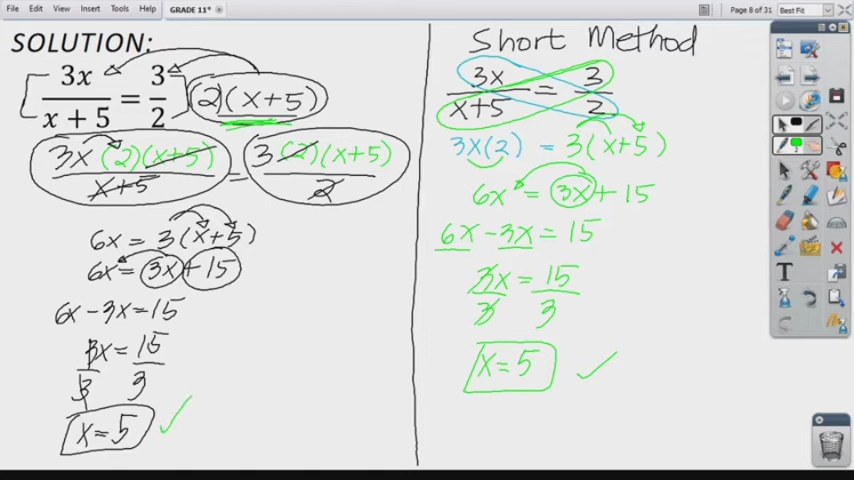 File Edit View Insert Tools Help GRADE 11* Page 8 of 31 Best Fit
SOLUTION:
3x/(x + 5) = 3/2 2)(x+5)
3x(2)(x+5)/(x+5) = 3(2)(x+5)/2
6x = 3(x+5)
6x = 3x+15
6x - 3x = 15
3x/3 = 15/3
x = 5
Short Method
3x/(x+5) = 3/2
3x(2) = 3(x+5)
6x = 3x + 15
6x - 3x = 15
3x/3 = 15/3
x = 5
T